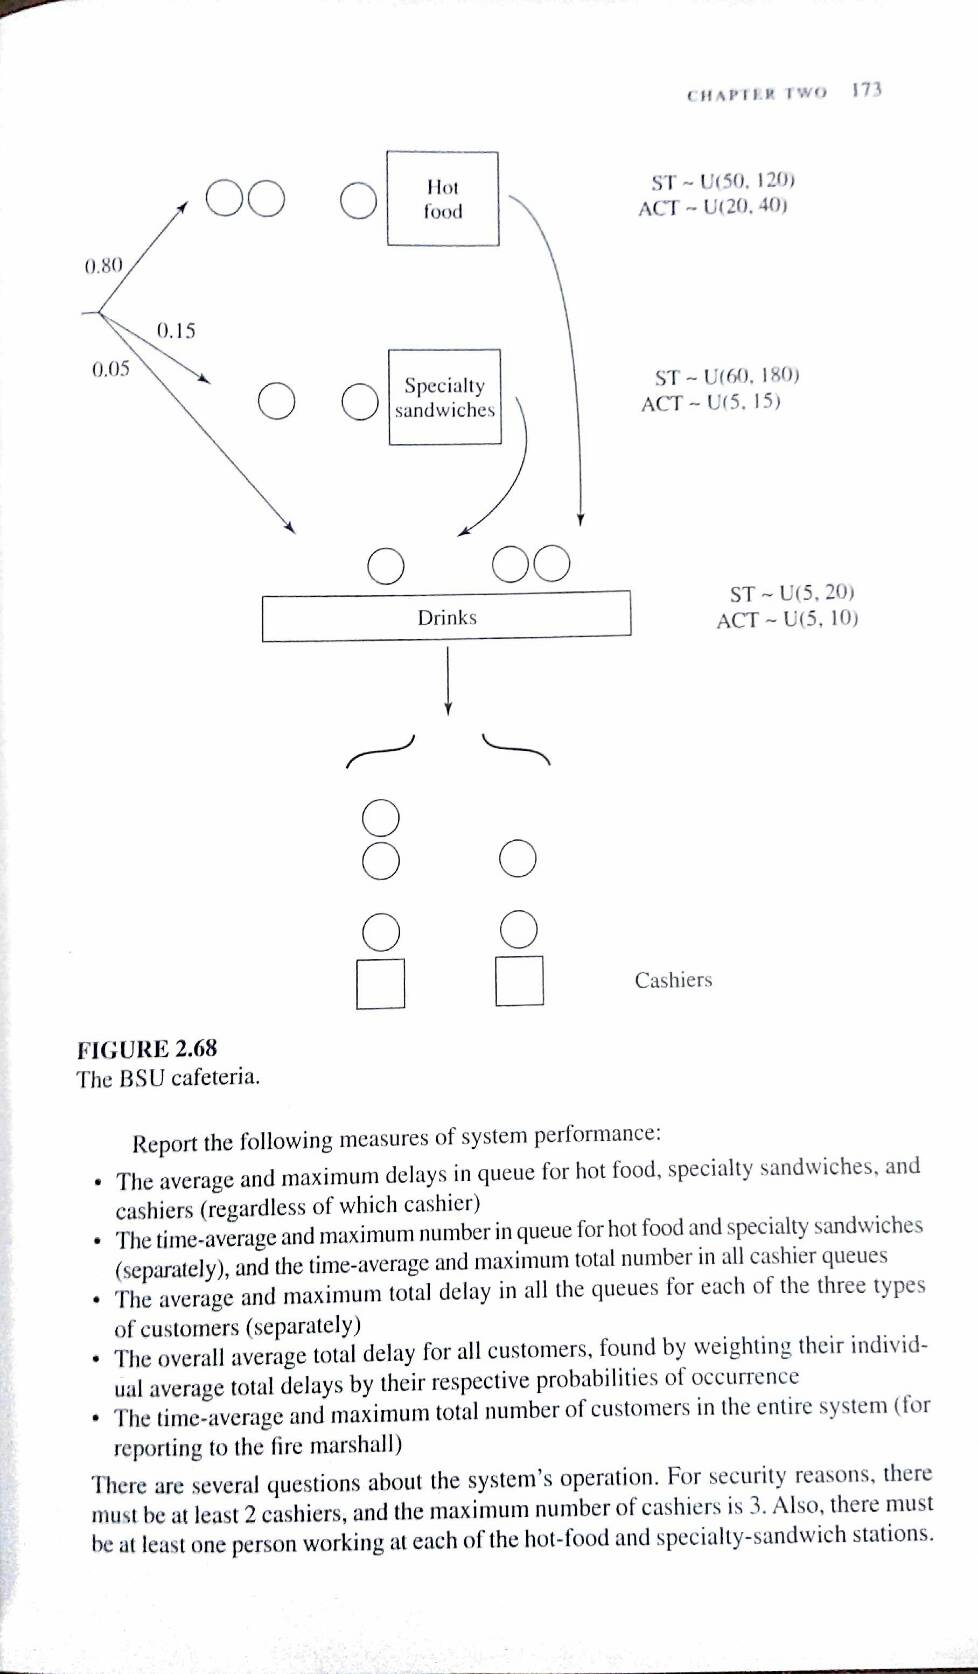 CHAPTER TWO 173
Hot
food
ST ~ U(50, 120)
ACT ~ U(20, 40)
0.80
0.15
0.05
Specialty
sandwiches
ST ~ U(60, 180)
ACT ~ U(5, 15)
Drinks
ST ~ U(5, 20)
ACT ~ U(5, 10)
Cashiers
FIGURE 2.68
The BSU cafeteria.
Report the following measures of system performance:
• The average and maximum delays in queue for hot food, specialty sandwiches, and
cashiers (regardless of which cashier)
• The time-average and maximum number in queue for hot food and specialty sandwiches
(separately), and the time-average and maximum total number in all cashier queues
• The average and maximum total delay in all the queues for each of the three types
of customers (separately)
• The overall average total delay for all customers, found by weighting their individ-
ual average total delays by their respective probabilities of occurrence
• The time-average and maximum total number of customers in the entire system (for
reporting to the fire marshall)
There are several questions about the system's operation. For security reasons, there
must be at least 2 cashiers, and the maximum number of cashiers is 3. Also, there must
be at least one person working at each of the hot-food and specialty-sandwich stations.